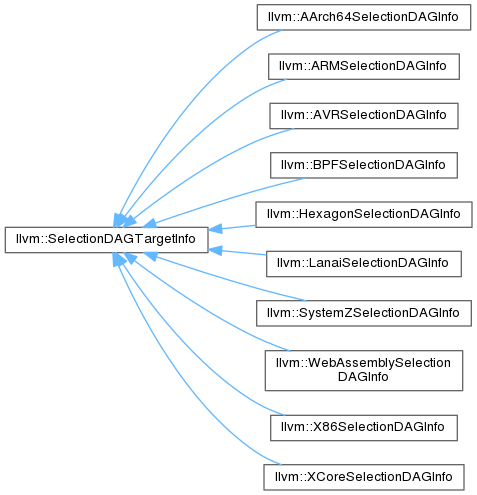 llvm::AArch64SelectionDAGInfo
llvm::ARMSelectionDAGInfo
llvm::AVRSelectionDAGInfo
llvm::BPFSelectionDAGInfo
llvm::HexagonSelectionDAGInfo
llvm::SelectionDAGTargetInfo
llvm::LanaiSelectionDAGInfo
llvm::SystemZSelectionDAGInfo
llvm::WebAssemblySelection
DAGInfo
llvm::X86SelectionDAGInfo
llvm::XCoreSelectionDAGInfo